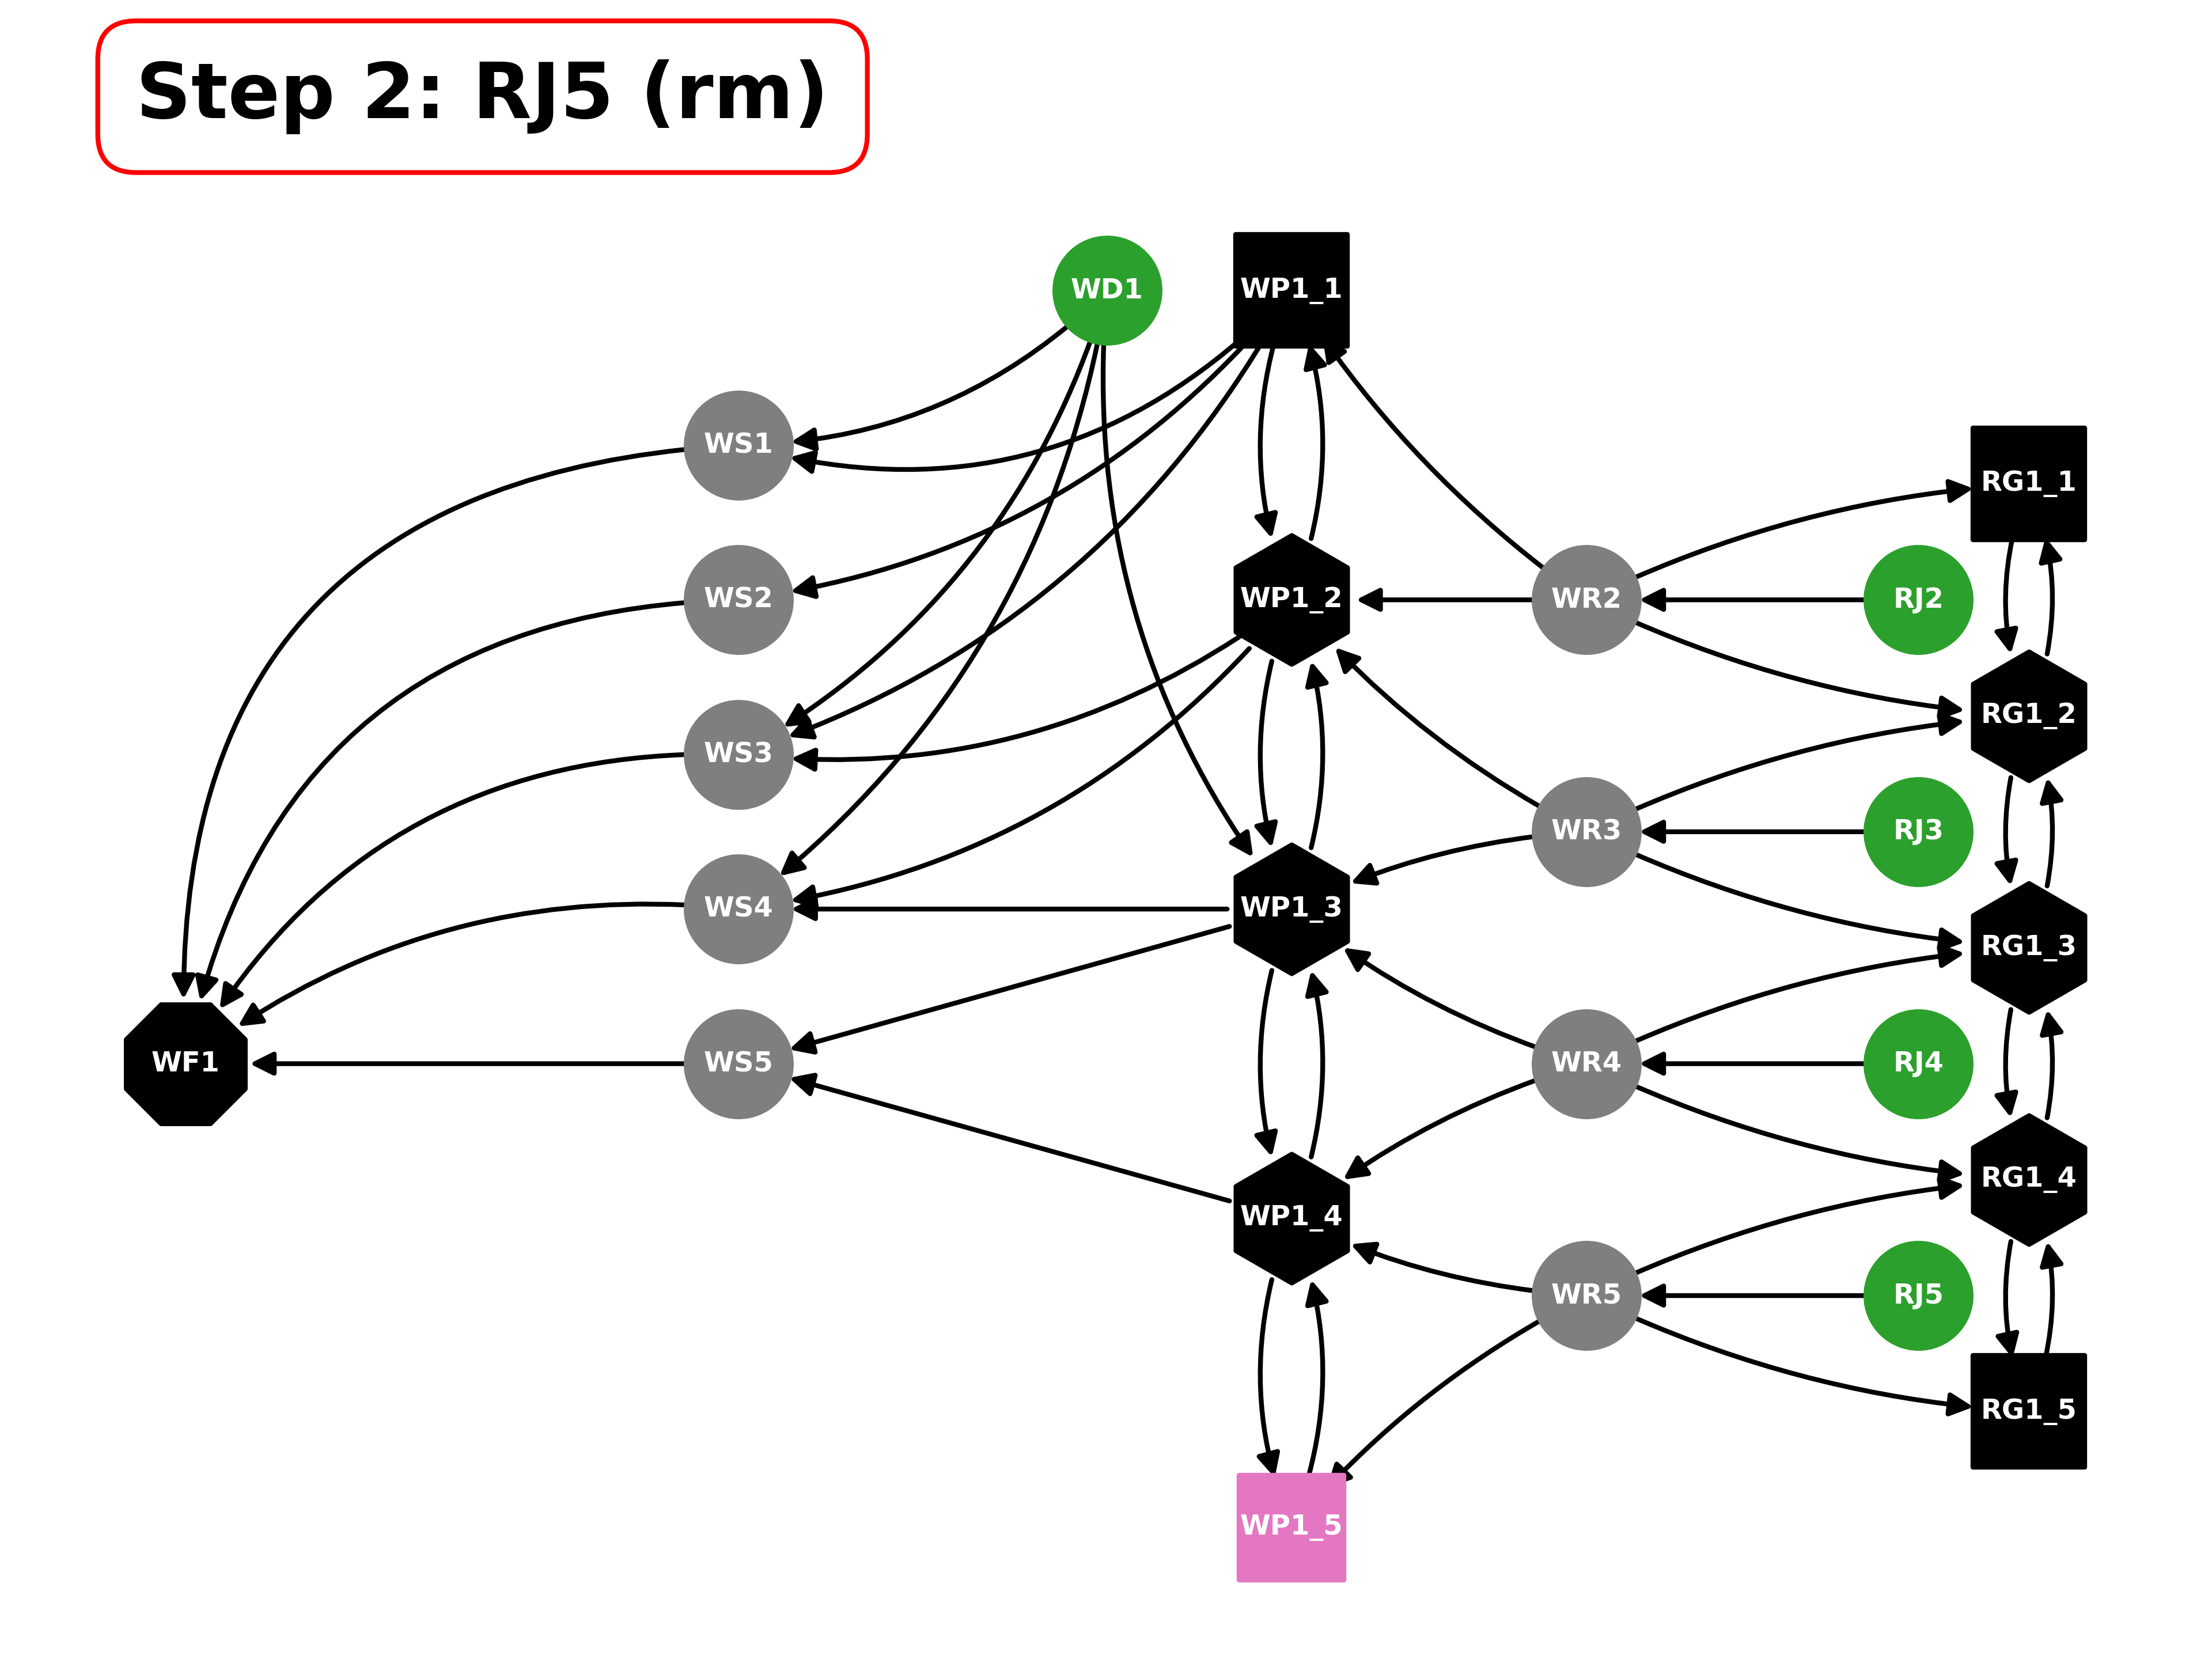 Step 2: RJ5 (rm)
WD1
WP1_1
WS1
RG1_1
WS2
WP1_2
WR2
RJ2
RG1_2
WS3
WR3
RJ3
WS4
WP1_3
RG1_3
WF1
WS5
WR4
RJ4
RG1_4
WP1_4
WR5
RJ5
RG1_5
WP1_5